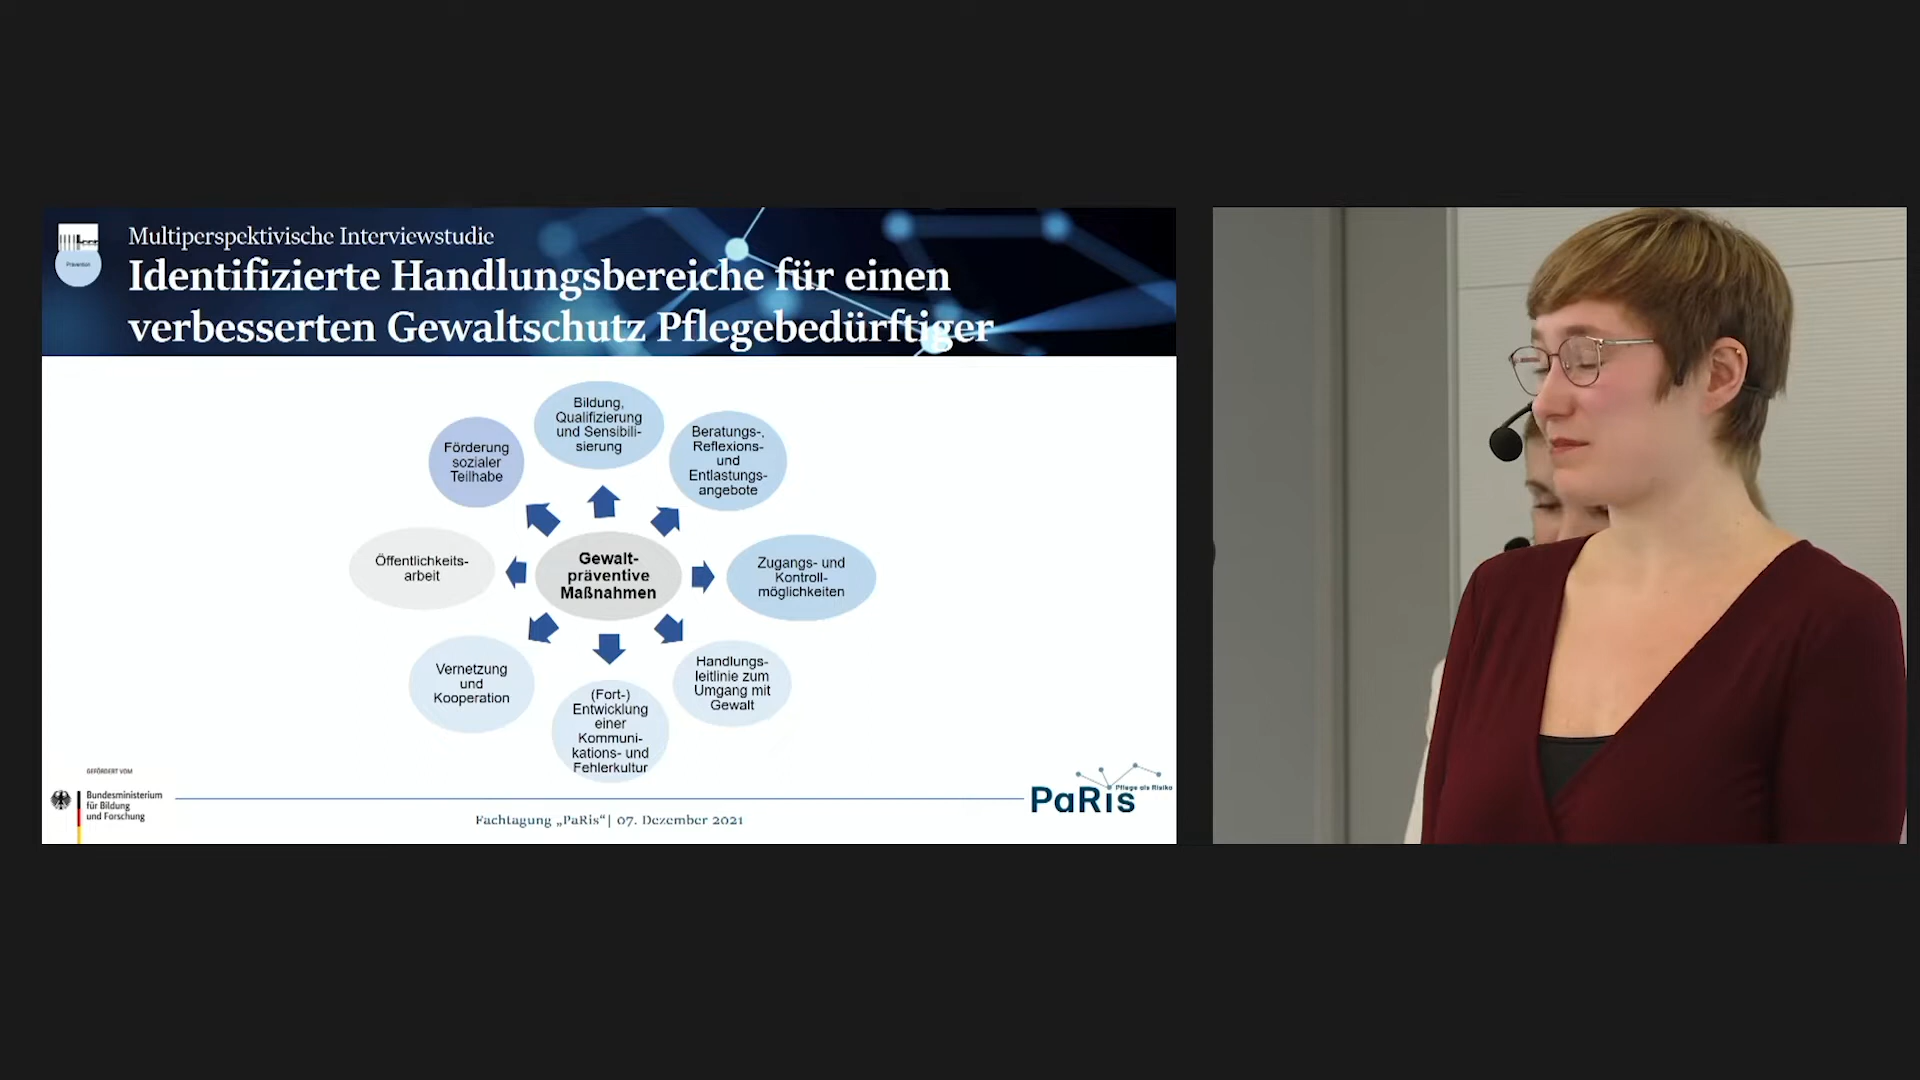 Multiperspektivische Interviewstudie
Identifizierte Handlungsbereiche für einen
verbesserten Gewaltschutz Pflegebedürftiger
Prävention
Bildung,
Qualifizierung
und Sensibili-
sierung
Förderung
sozialer
Teilhabe
Beratungs-,
Reflexions-
und
Entlastungs-
angebote
Öffentlichkeits-
arbeit
Gewalt-
präventive
Maßnahmen
Zugangs- und
Kontroll-
möglichkeiten
Vernetzung
und
Kooperation
(Fort-)
Entwicklung
einer
Kommuni-
kations- und
Fehlerkultur
Handlungs-
leitlinie zum
Umgang mit
Gewalt
GEFÖRDERT VOM
Bundesministerium
für Bildung
und Forschung
Fachtagung „PaRis“| 07. Dezember 2021
PaRis
Pflege als Risiko